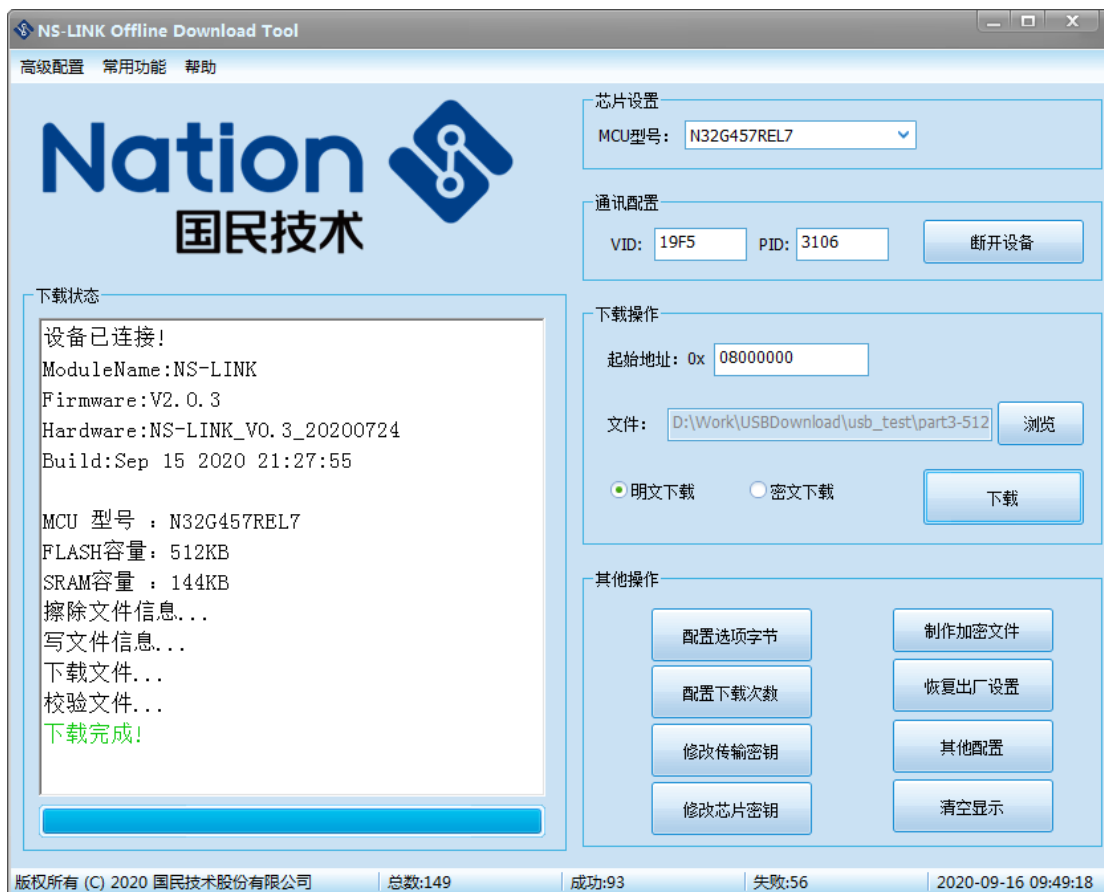 NS-LINK Offline Download Tool
高级配置 常用功能 帮助
Nation
国民技术
芯片设置
MCU型号： N32G457REL7
通讯配置
VID: 19F5 PID: 3106 断开设备
下载状态
设备已连接!
ModuleName:NS-LINK
Firmware:V2.0.3
Hardware:NS-LINK_V0.3_20200724
Build:Sep 15 2020 21:27:55
MCU 型号 ：N32G457REL7
FLASH容量：512KB
SRAM容量 ：144KB
擦除文件信息...
写文件信息...
下载文件...
校验文件...
下载完成!
下载操作
起始地址：0x 08000000
文件： D:\Work\USBDownload\usb_test\part3-512 浏览
明文下载 密文下载 下载
其他操作
配置选项字节 制作加密文件
配置下载次数 恢复出厂设置
修改传输密钥 其他配置
修改芯片密钥 清空显示
版权所有 (C) 2020 国民技术股份有限公司 总数:149 成功:93 失败:56 2020-09-16 09:49:18